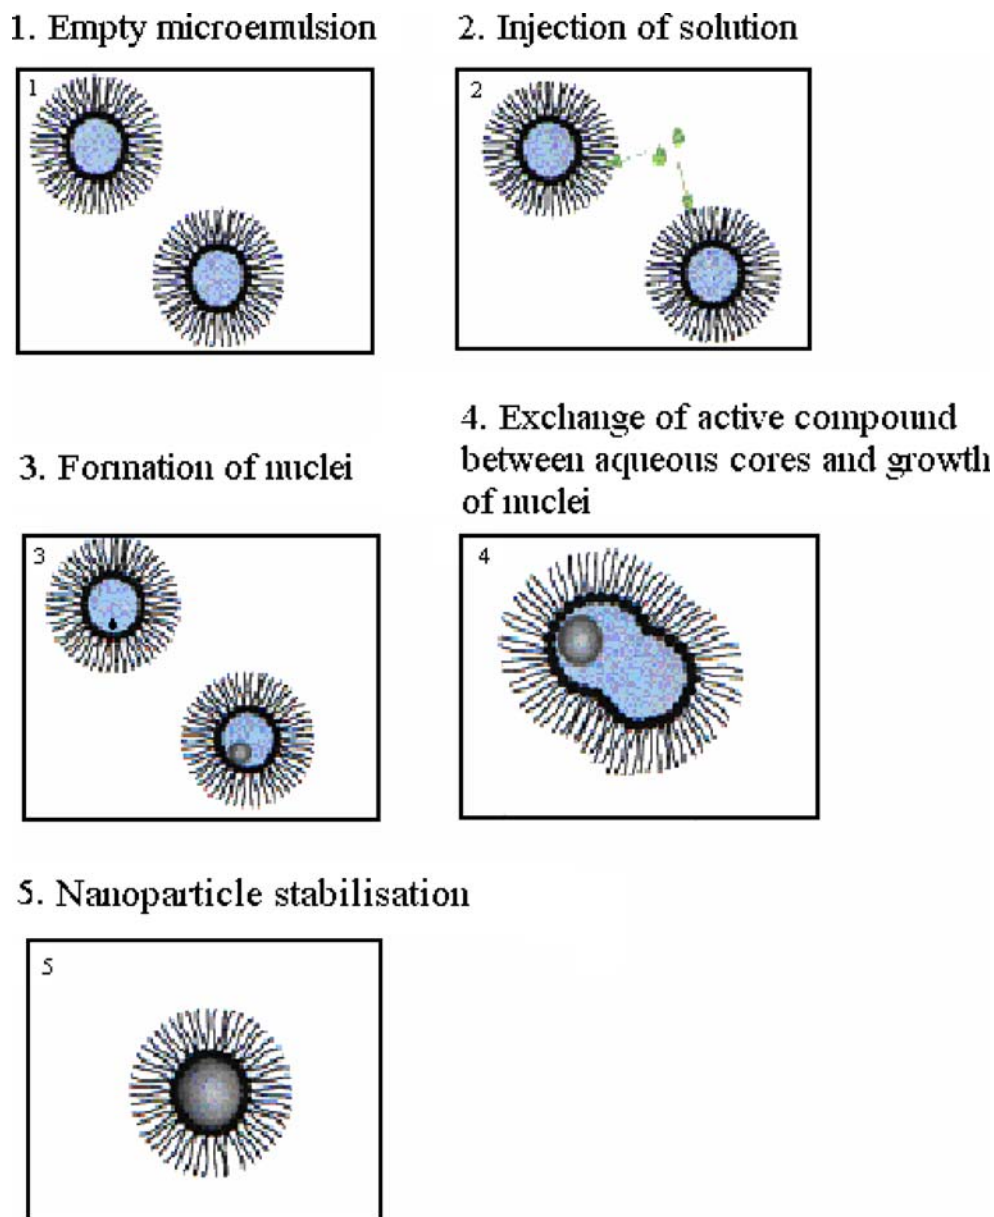 1. Empty microemulsion
2. Injection of solution
1
2
3. Formation of nuclei
4. Exchange of active compound
between aqueous cores and growth
of nuclei
3
4
5. Nanoparticle stabilisation
5